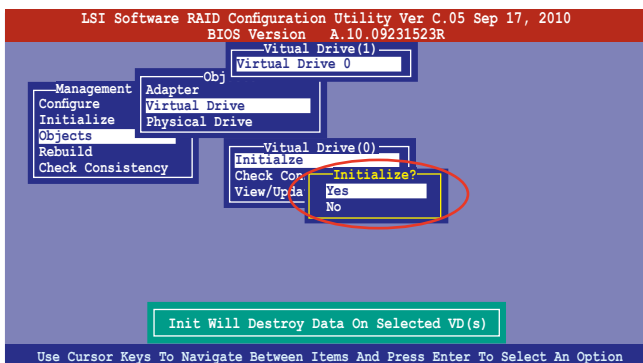 LSI Software RAID Configuration Utility Ver C.05 Sep 17, 2010
BIOS Version A.10.09231523R
Vitual Drive(1)
Virtual Drive 0
Obj
Management
Adapter
Configure
Virtual Drive
Initialize
Physical Drive
Objects
Rebuild
Check Consistency
Vitual Drive(0)
Initialze
Check Con
Initialize?
View/Upda
Yes
No
Init Will Destroy Data On Selected VD(s)
Use Cursor Keys To Navigate Between Items And Press Enter To Select An Option